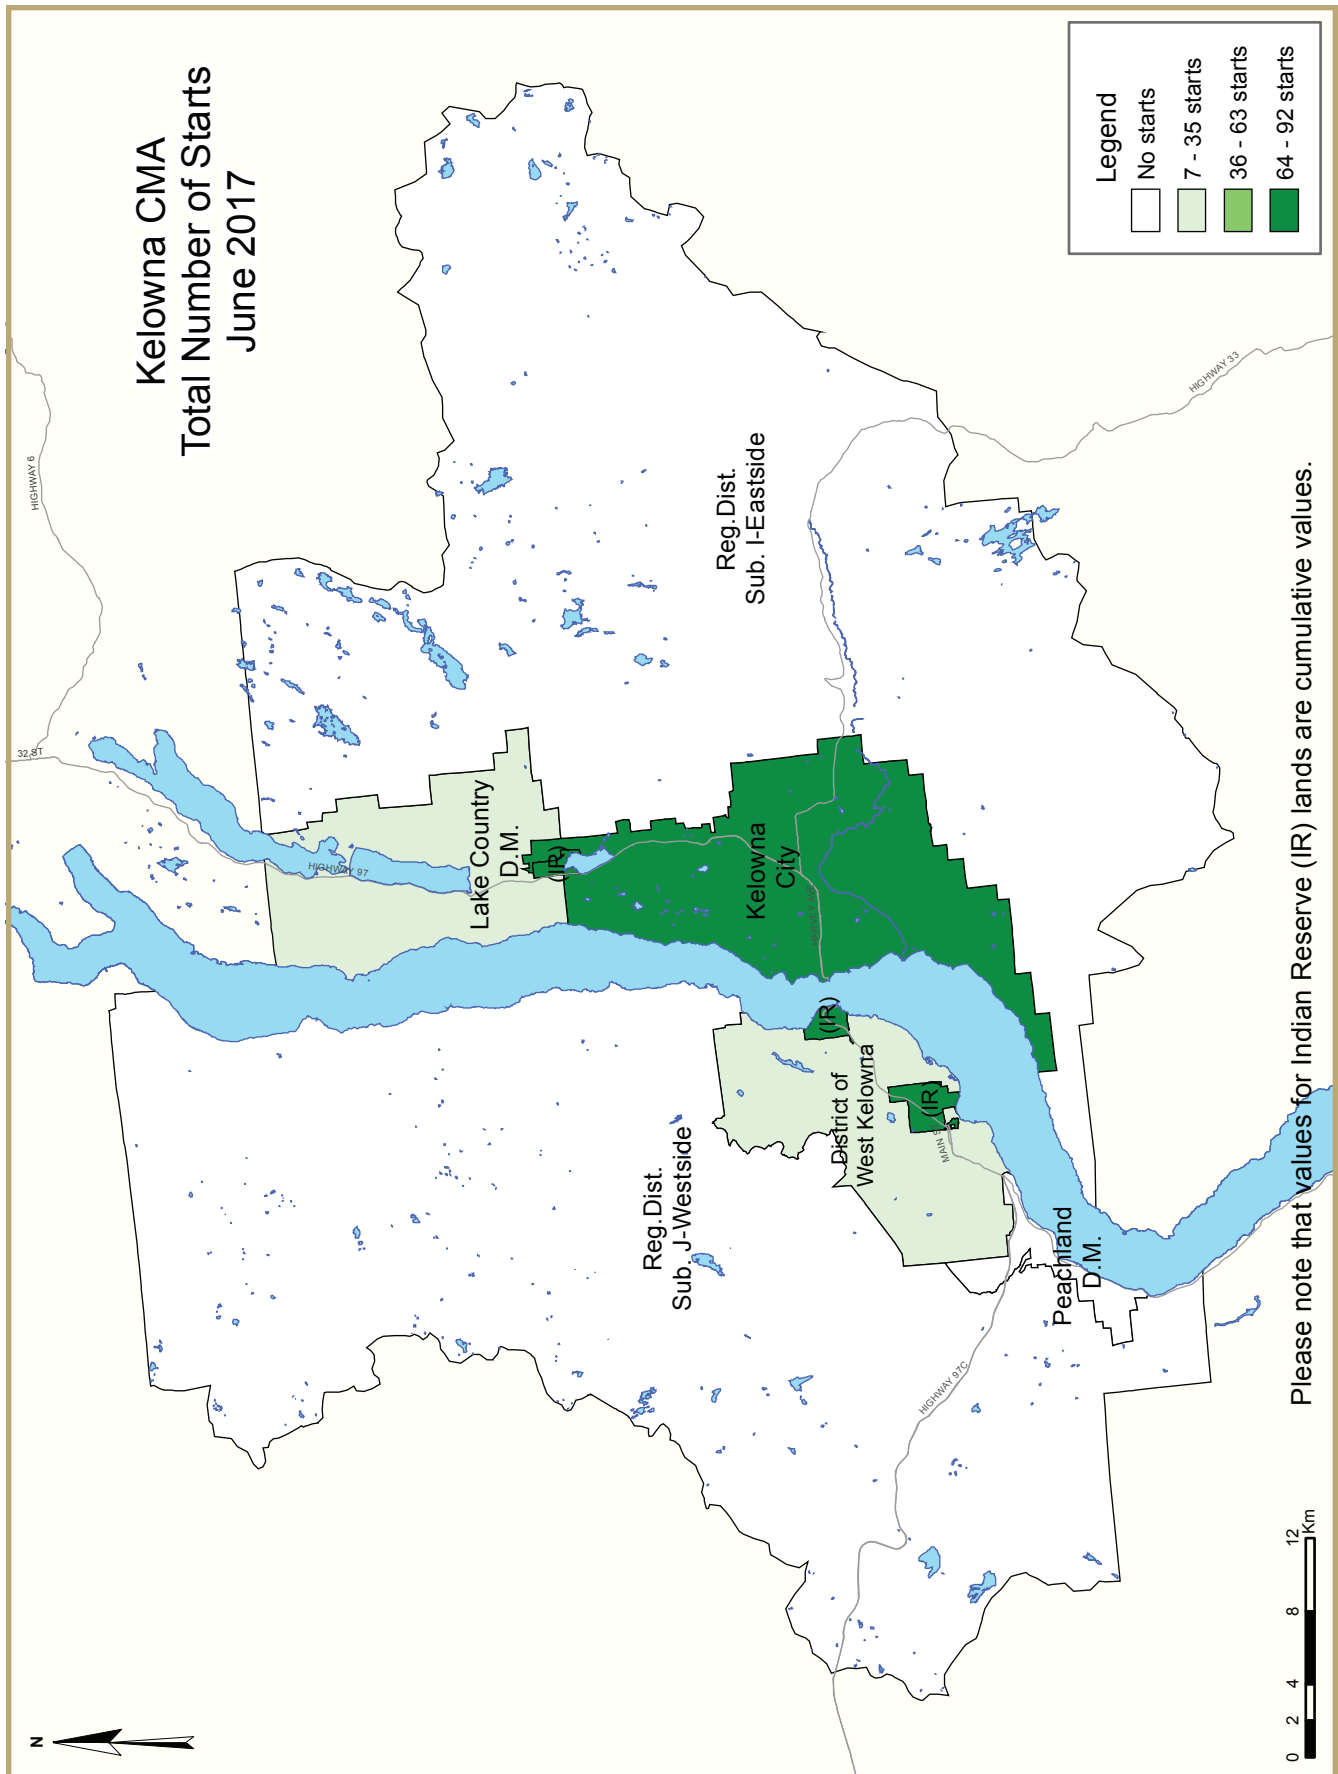 Kelowna CMA
Total Number of Starts
June 2017
N
HIGHWAY 6
32 ST
HIGHWAY 97
Lake Country
D.M.
(IR)
Reg.Dist.
Sub. I-Eastside
Kelowna
City
HIGHWAY 33
(IR)
District of
West Kelowna
(IR)
Reg.Dist.
Sub. J-Westside
Peachland
D.M.
HIGHWAY 97C
Legend
No starts
7 - 35 starts
36 - 63 starts
64 - 92 starts
0 2 4 8 12
Km
Please note that values for Indian Reserve (IR) lands are cumulative values.